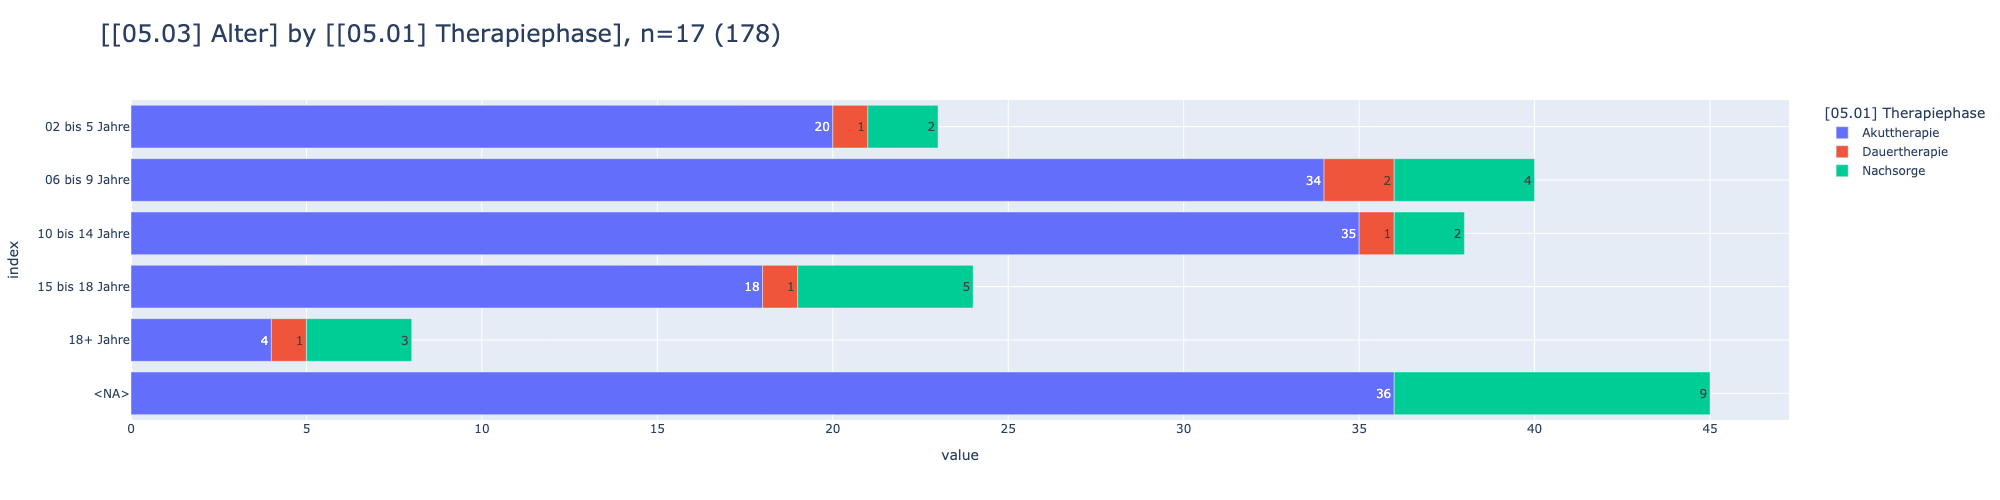 [[05.03] Alter] by [[05.01] Therapiephase], n=17 (178)
[05.01] Therapiephase
Akuttherapie
Dauertherapie
Nachsorge
index
02 bis 5 Jahre 20 1 2
06 bis 9 Jahre 34 2 4
10 bis 14 Jahre 35 1 2
15 bis 18 Jahre 18 1 5
18+ Jahre 4 1 3
<NA> 36 9
0 5 10 15 20 25 30 35 40 45
value